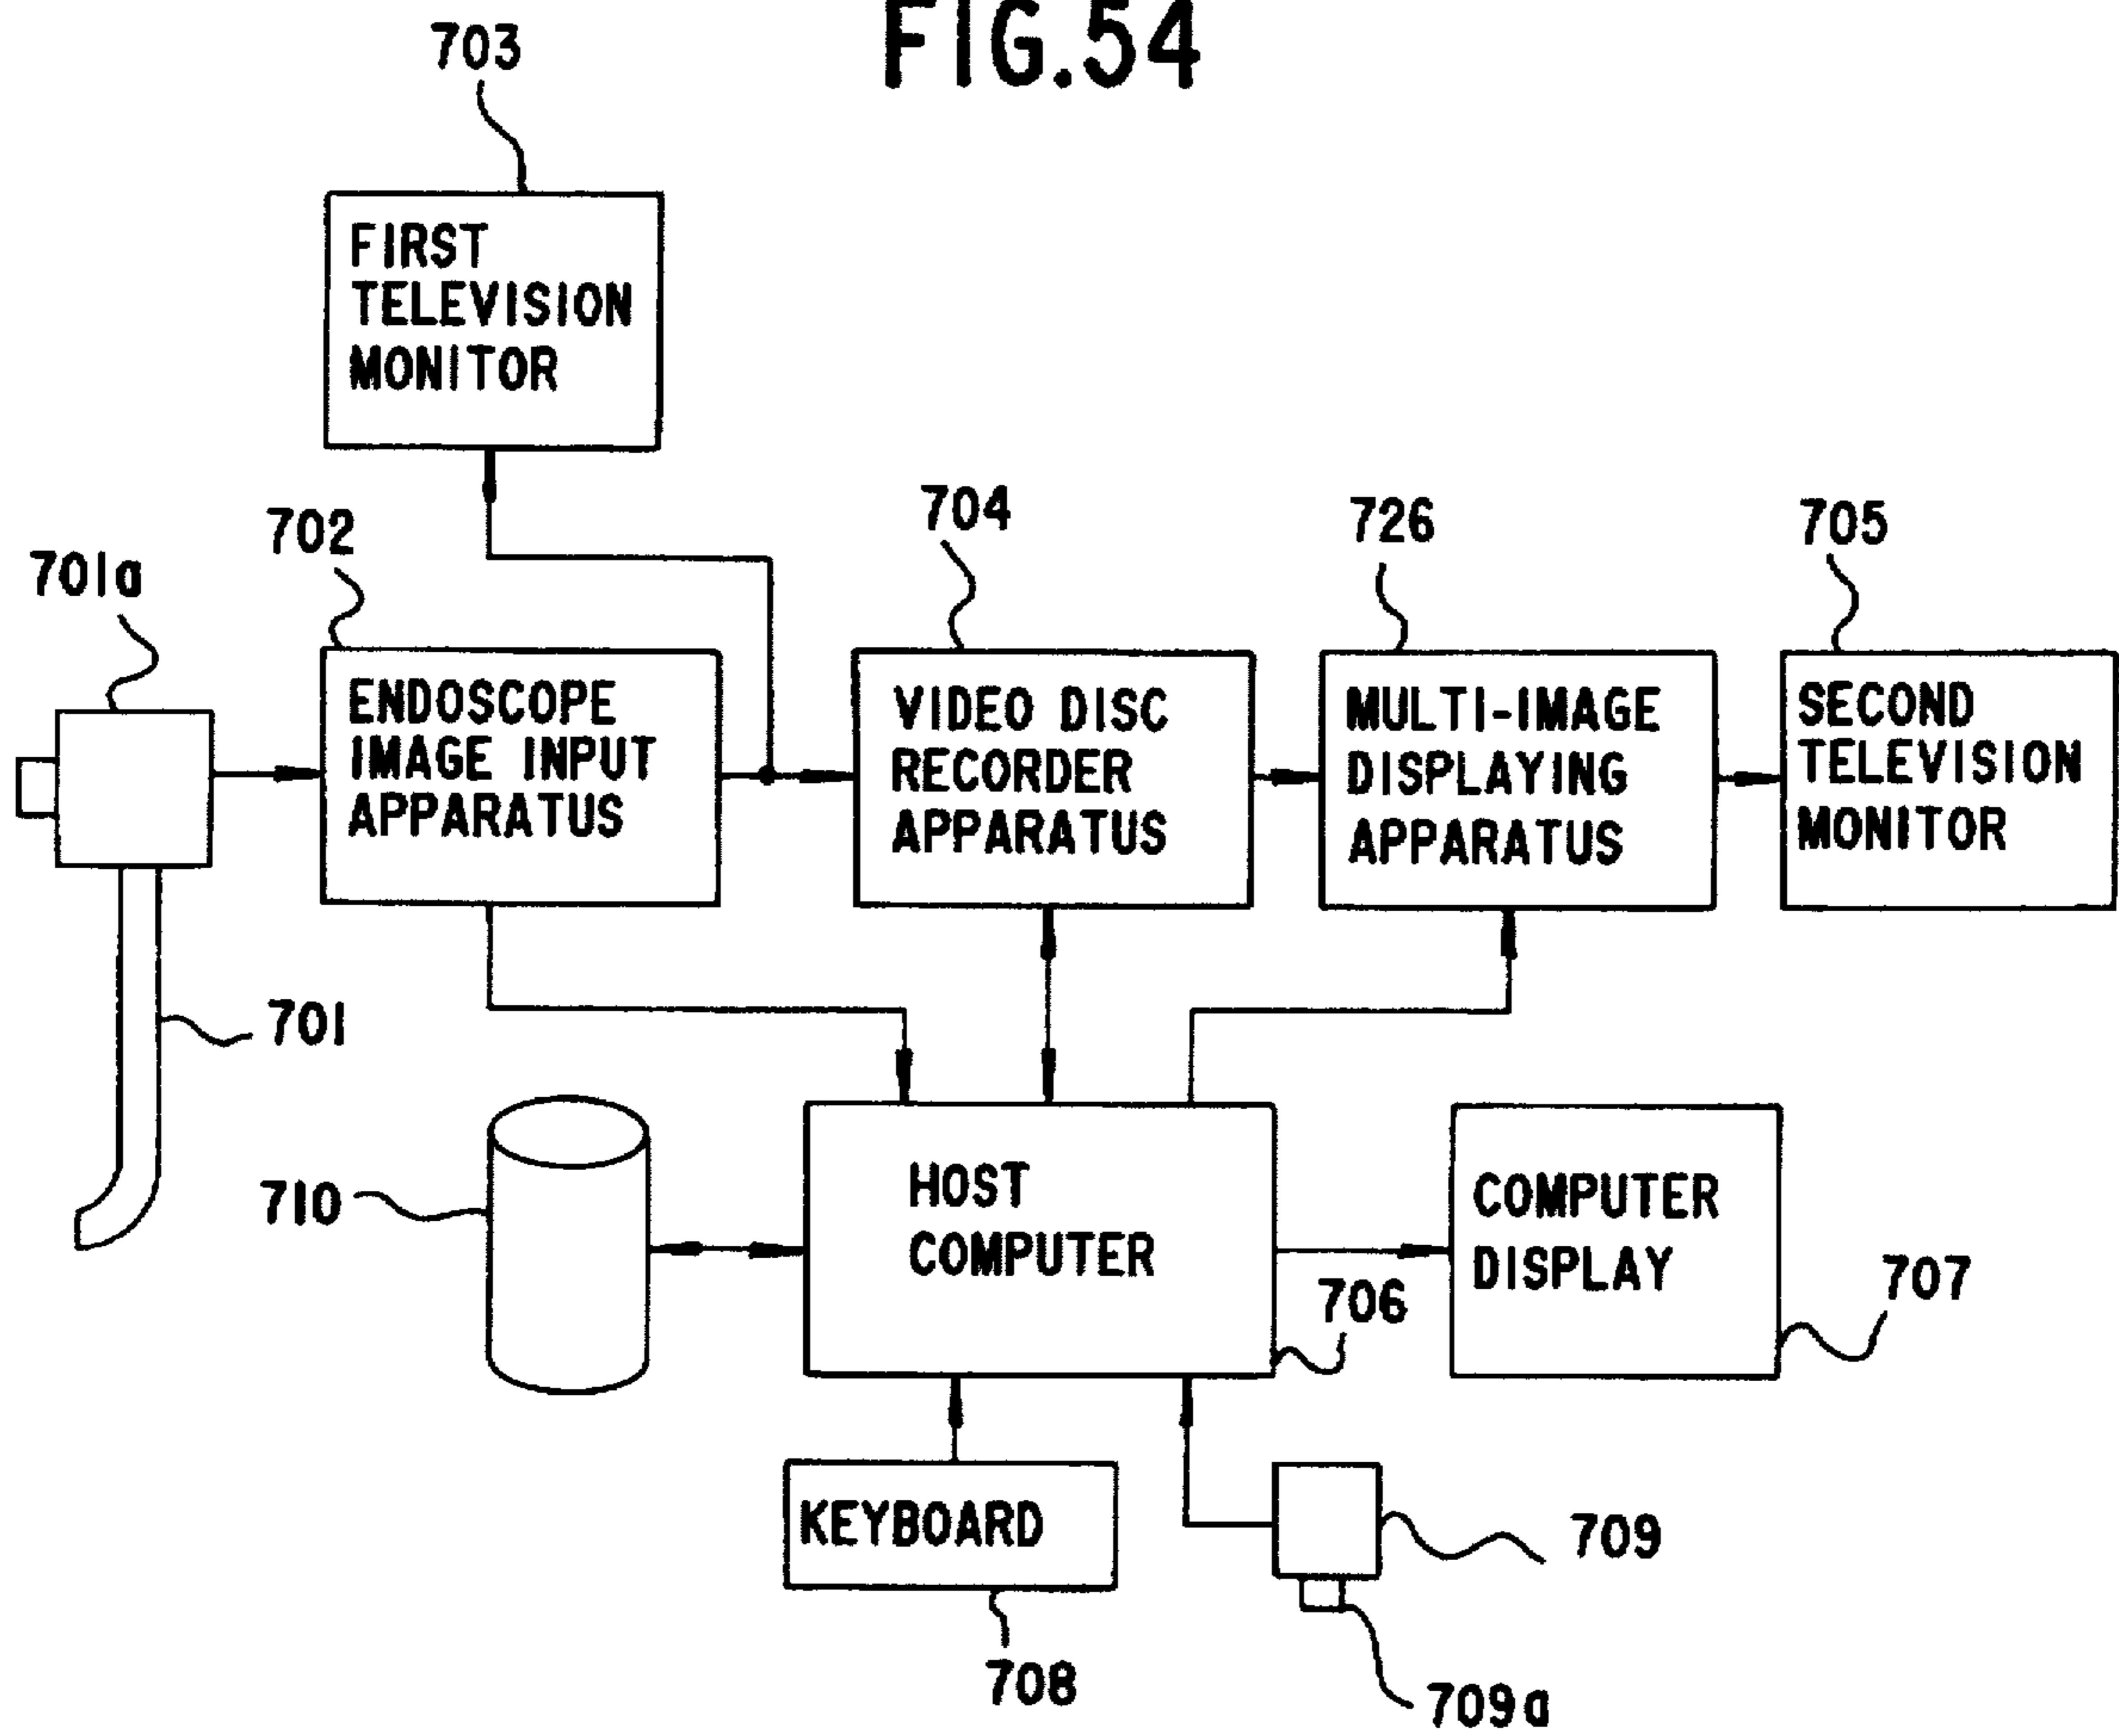 FIG.54
703
FIRST
TELEVISION
MONITOR
702
704
726
705
701a
ENDOSCOPE
IMAGE INPUT
APPARATUS
VIDEO DISC
RECORDER
APPARATUS
MULTI-IMAGE
DISPLAYING
APPARATUS
SECOND
TELEVISION
MONITOR
701
710
HOST
COMPUTER
706
COMPUTER
DISPLAY
707
KEYBOARD
708
709
709a